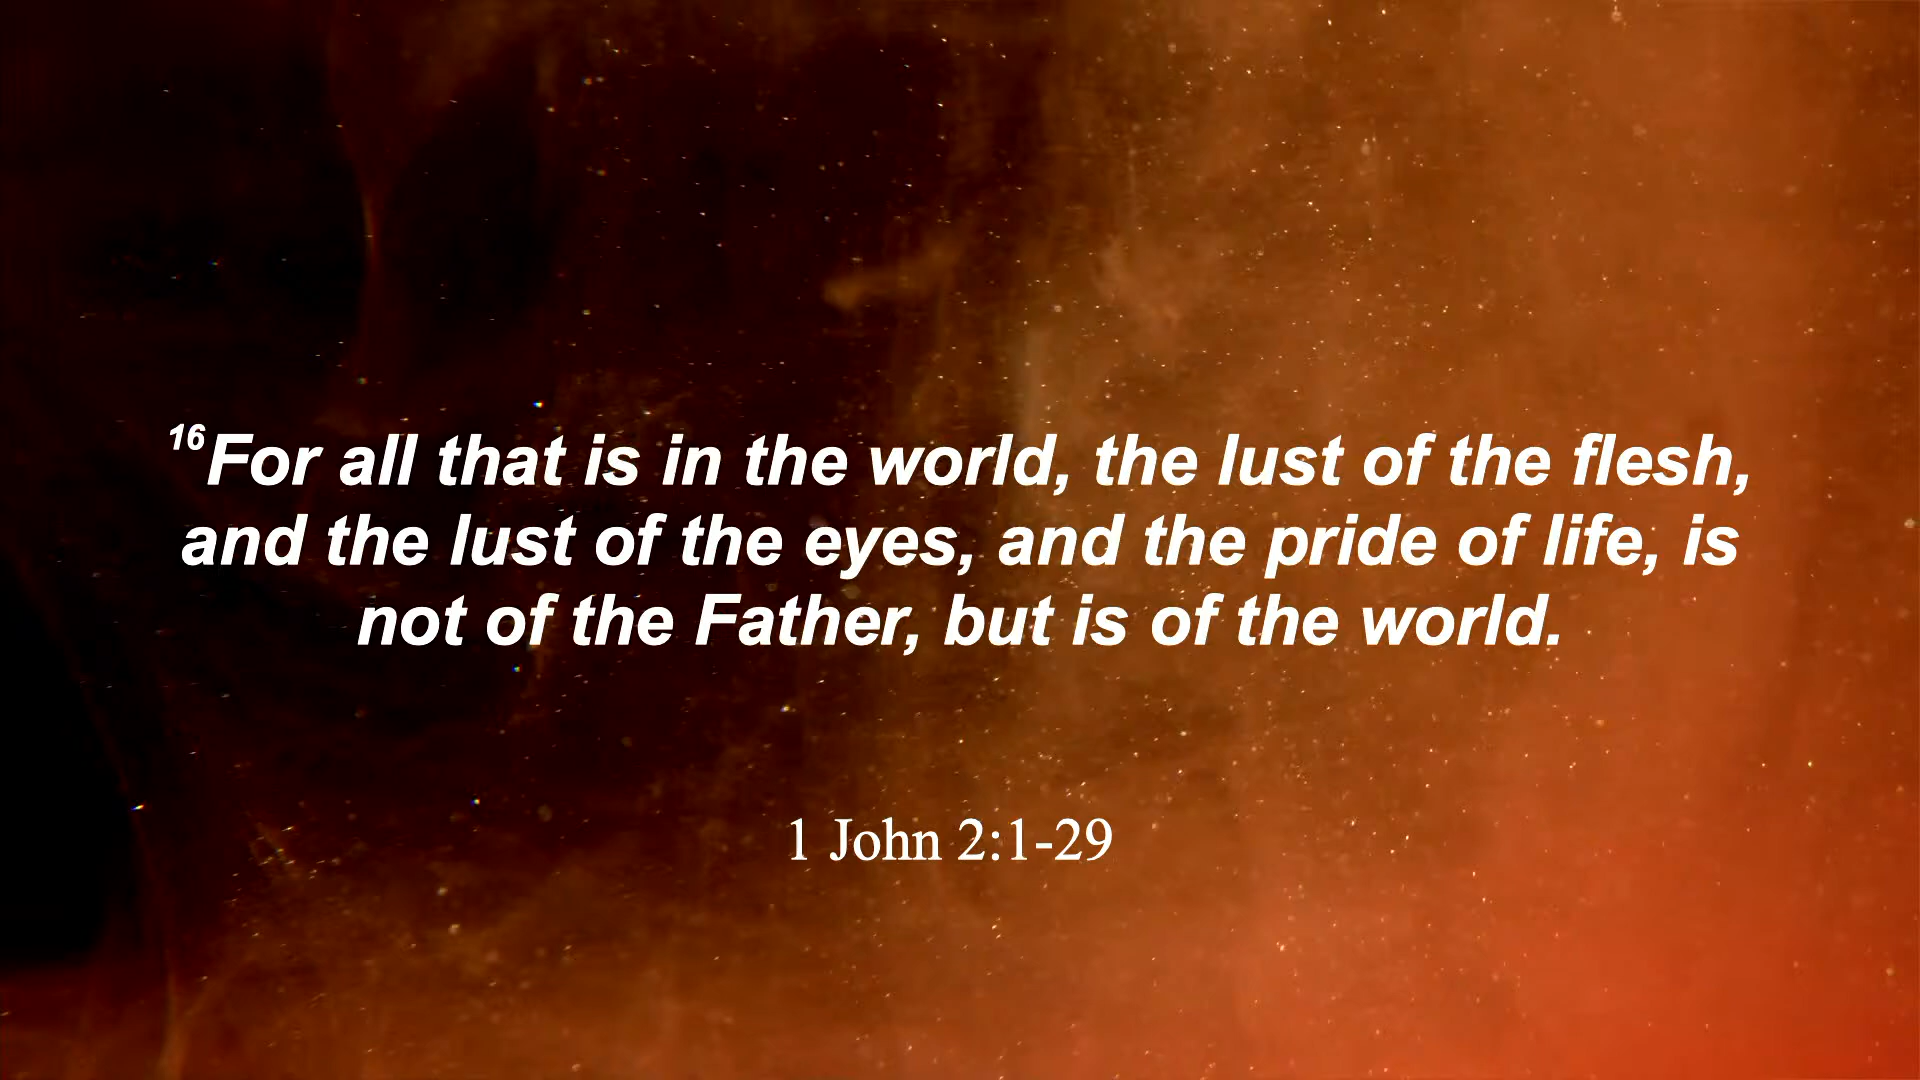 16For all that is in the world, the lust of the flesh,
and the lust of the eyes, and the pride of life, is
not of the Father, but is of the world.
1 John 2:1-29